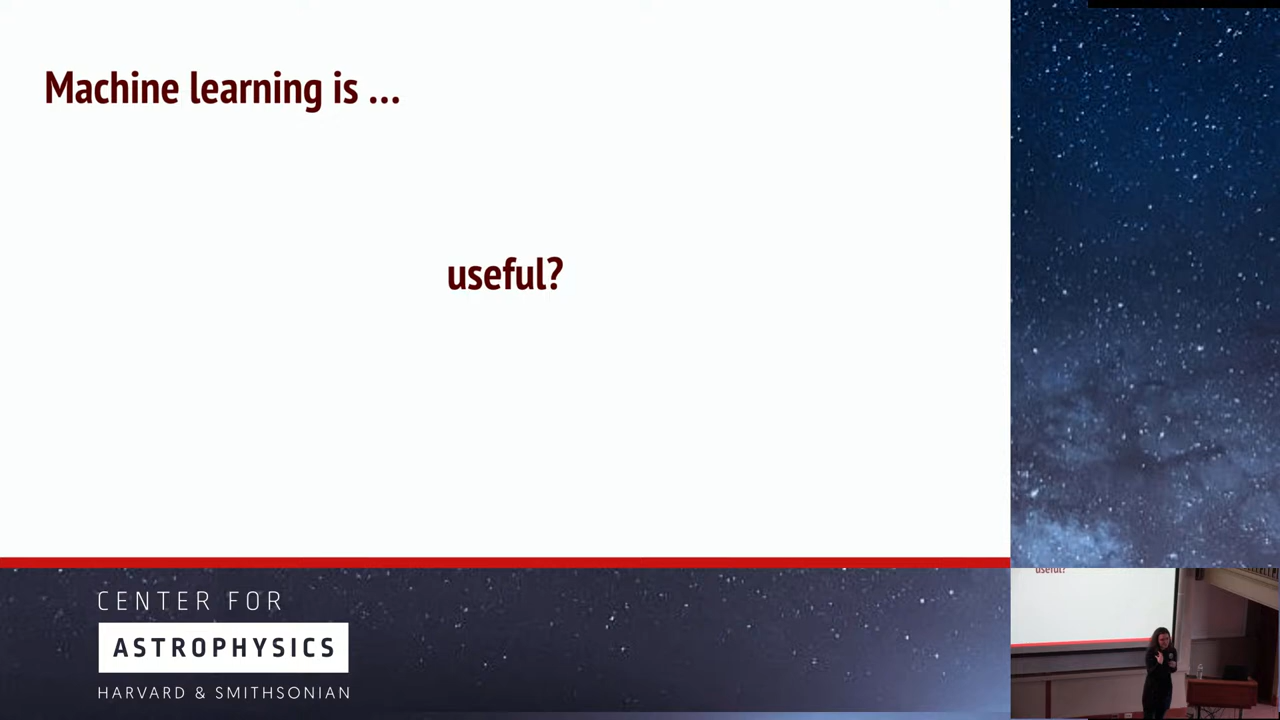 Machine learning is ...
useful?
CENTER FOR
ASTROPHYSICS
HARVARD & SMITHSONIAN
useful?